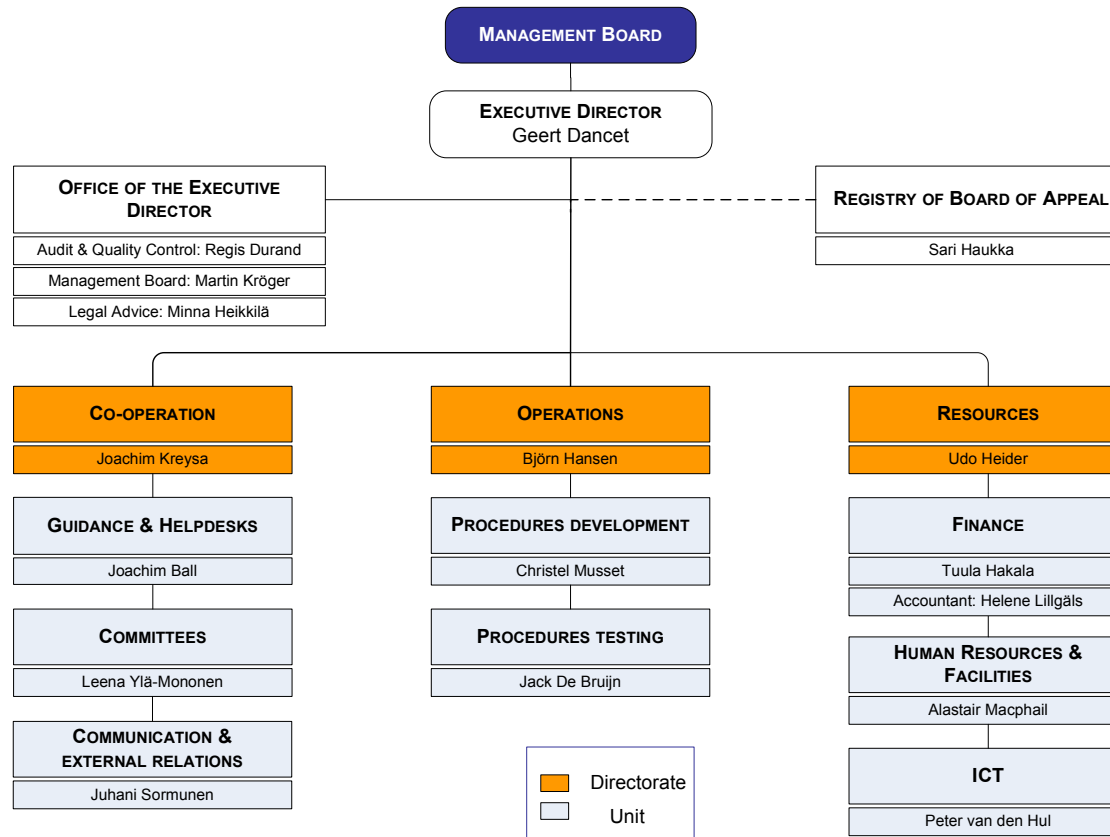 MANAGEMENT BOARD
EXECUTIVE DIRECTOR
Geert Dancet
OFFICE OF THE EXECUTIVE
DIRECTOR
Audit & Quality Control: Regis Durand
Management Board: Martin Kröger
Legal Advice: Minna Heikkilä
REGISTRY OF BOARD OF APPEAL
Sari Haukka
CO-OPERATION
Joachim Kreysa
GUIDANCE & HELPDESKS
Joachim Ball
COMMITTEES
Leena Ylä-Mononen
COMMUNICATION &
EXTERNAL RELATIONS
Juhani Sormunen
OPERATIONS
Björn Hansen
PROCEDURES DEVELOPMENT
Christel Musset
PROCEDURES TESTING
Jack De Bruijn
RESOURCES
Udo Heider
FINANCE
Tuula Hakala
Accountant: Helene Lillgäls
HUMAN RESOURCES &
FACILITIES
Alastair Macphail
ICT
Peter van den Hul
Directorate
Unit